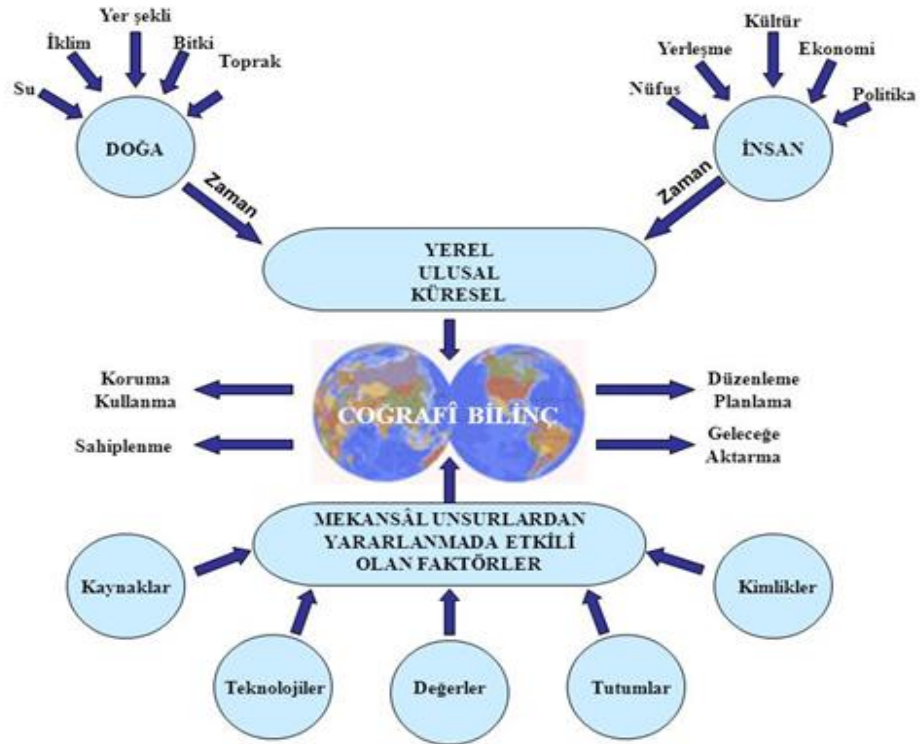 Yer şekli
İklim
Bitki
Toprak
Su
DOĞA
Zaman
Kültür
Yerleşme
Ekonomi
Nüfus
Politika
İNSAN
Zaman
YEREL
ULUSAL
KÜRESEL
Koruma
Kullanma
Sahiplenme
COĞRAFÎ BİLİNÇ
Düzenleme
Planlama
Geleceğe
Aktarma
MEKANSÂL UNSURLARDAN
YARARLANMADA ETKİLİ
OLAN FAKTÖRLER
Kaynaklar
Teknolojiler
Değerler
Tutumlar
Kimlikler